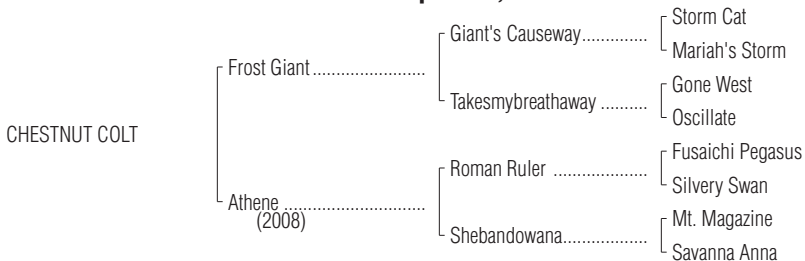 Storm Cat
Giant's Causeway..............
Mariah's Storm
Frost Giant........................
Gone West
Takesmybreathaway ..........
Oscillate
CHESTNUT COLT
Fusaichi Pegasus
Roman Ruler ....................
Silvery Swan
Athene ..............................
(2008)
Mt. Magazine
Shebandowana..................
Savanna Anna